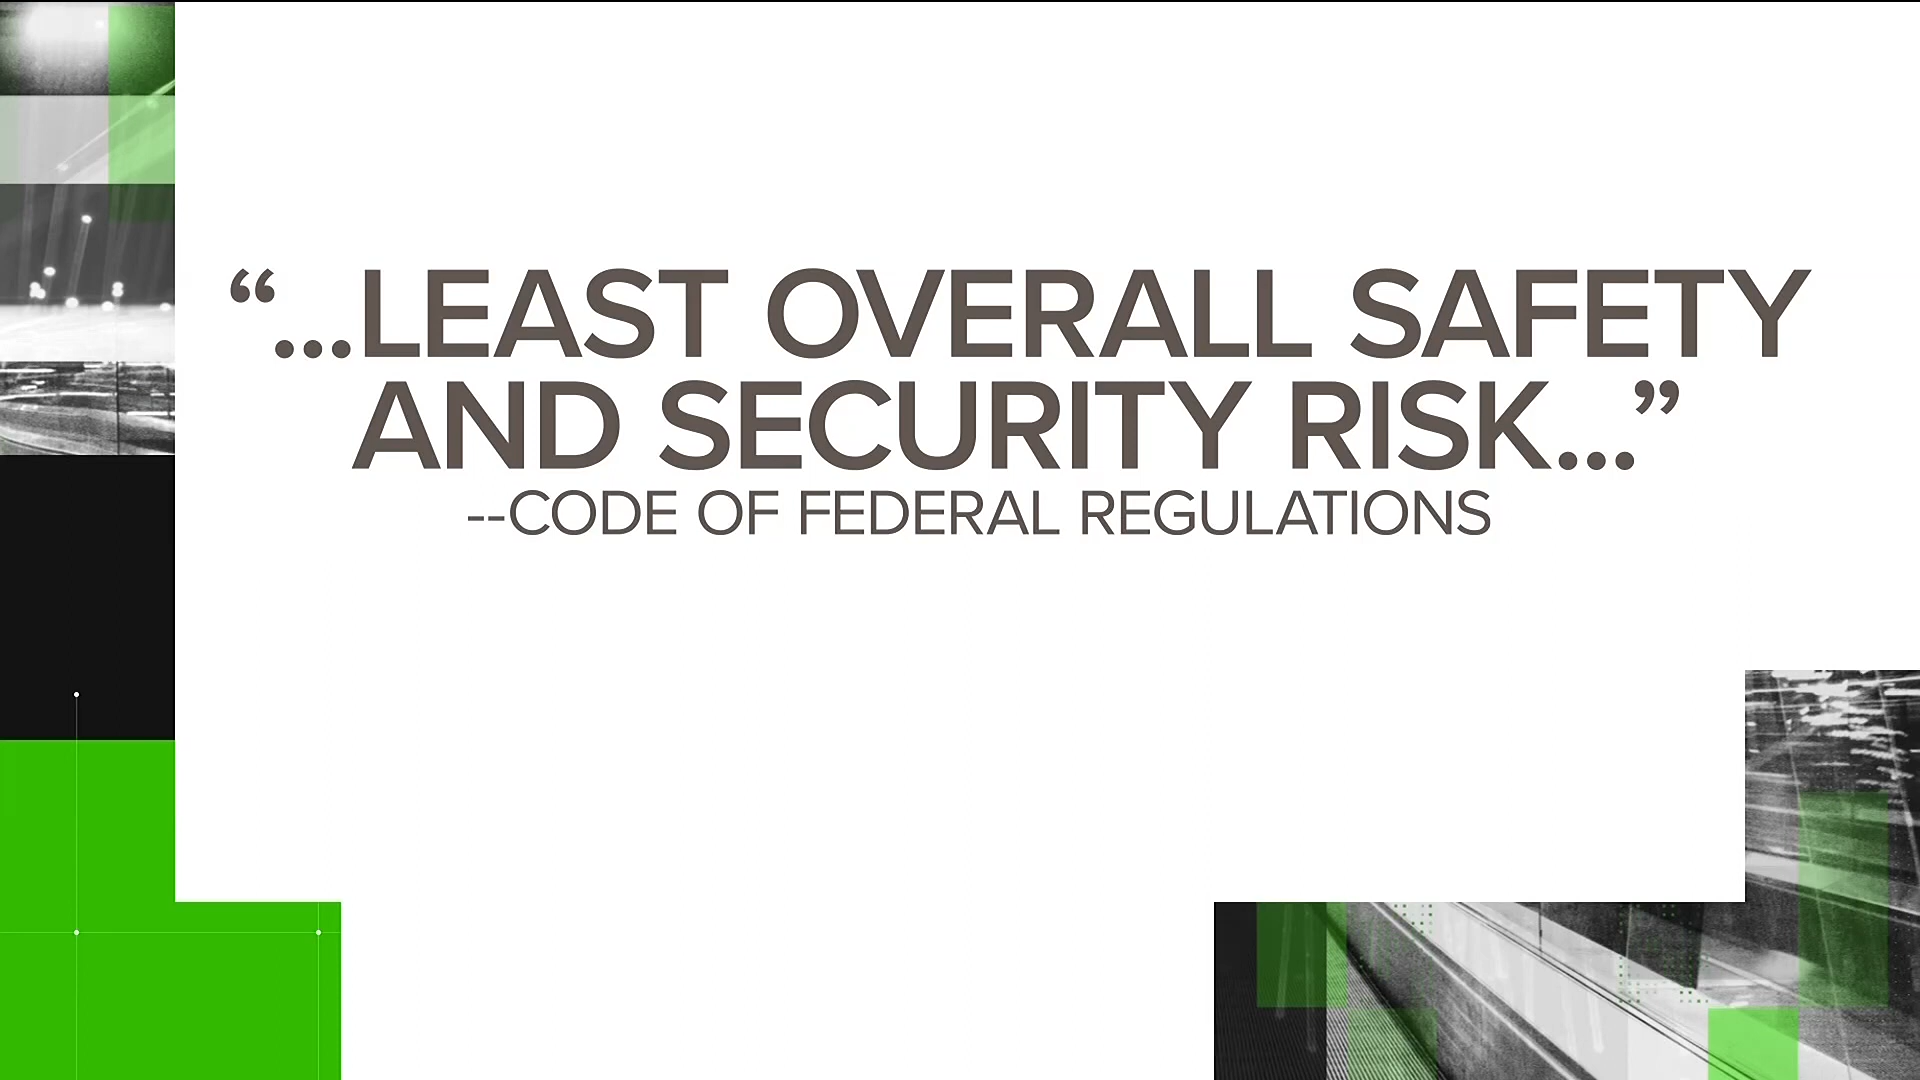 “...LEAST OVERALL SAFETY
AND SECURITY RISK...”
--CODE OF FEDERAL REGULATIONS